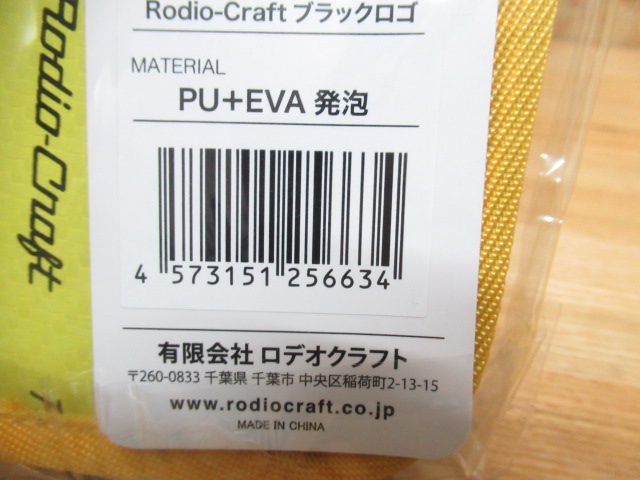 Rodio-Craft
Rodio-Craft ブラックロゴ
MATERIAL
PU+EVA 発泡
4 573151 256634
有限会社 ロデオクラフト
〒260-0833 千葉県 千葉市 中央区稲荷町2-13-15
www.rodiocraft.co.jp
MADE IN CHINA